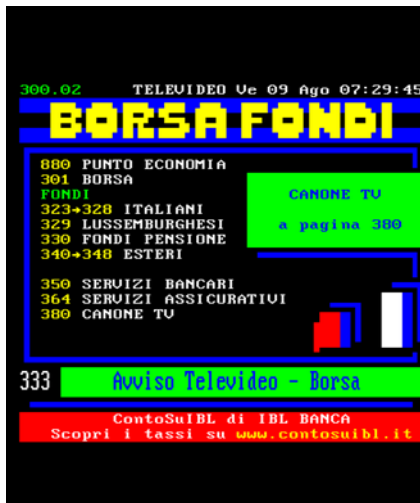 300.02 TELEVIDEO Ve 09 Ago 07:29:45
BORSA FONDI
880 PUNTO ECONOMIA
301 BORSA
FONDI
323→328 ITALIANI
329 LUSSEMBURGHESI
330 FONDI PENSIONE
340→348 ESTERI
350 SERVIZI BANCARI
364 SERVIZI ASSICURATIVI
380 CANONE TV
CANONE TV
a pagina 380
333 Avviso Televideo - Borsa
ContoSuIBL di IBL BANCA
Scopri i tassi su www.contosuibl.it